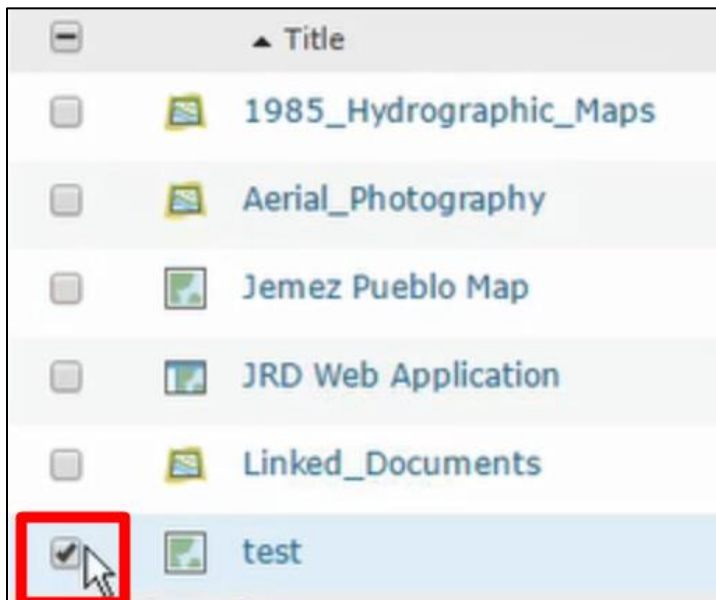 Title
1985_Hydrographic_Maps
Aerial_Photography
Jemez Pueblo Map
JRD Web Application
Linked_Documents
test